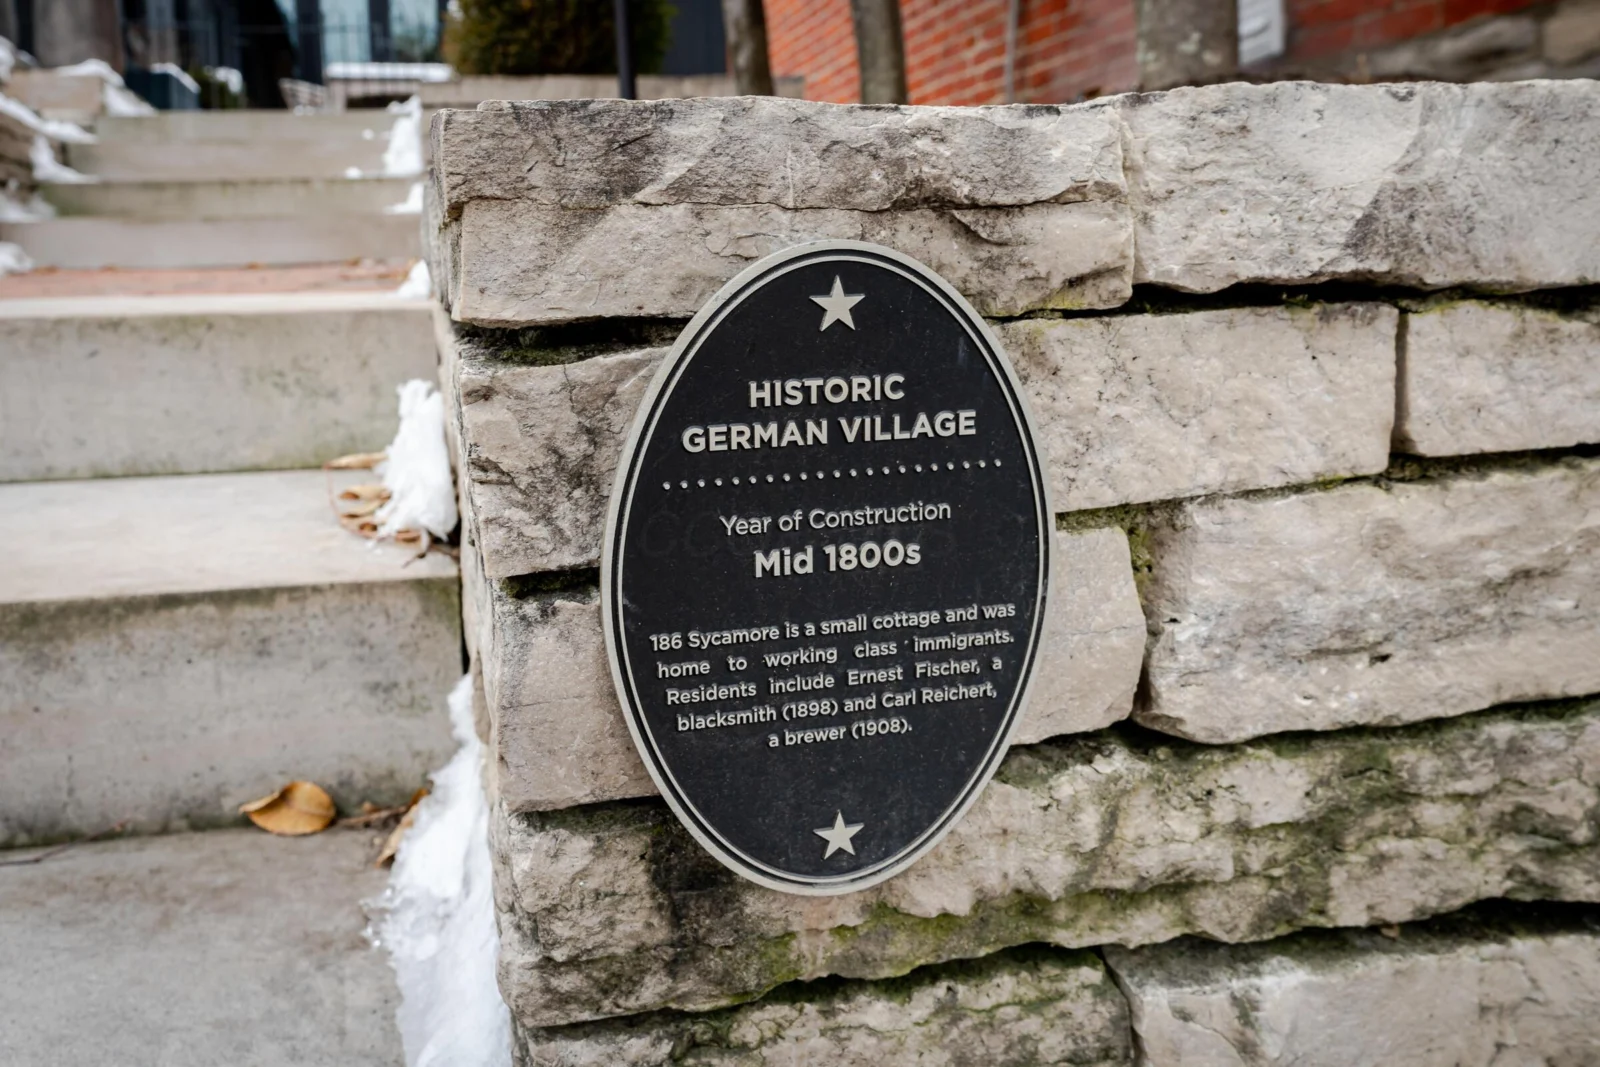 HISTORIC
GERMAN VILLAGE
Year of Construction
Mid 1800s
186 Sycamore is a small cottage and was
home to working class immigrants.
Residents include Ernest Fischer, a
blacksmith (1898) and Carl Reichert,
a brewer (1908).